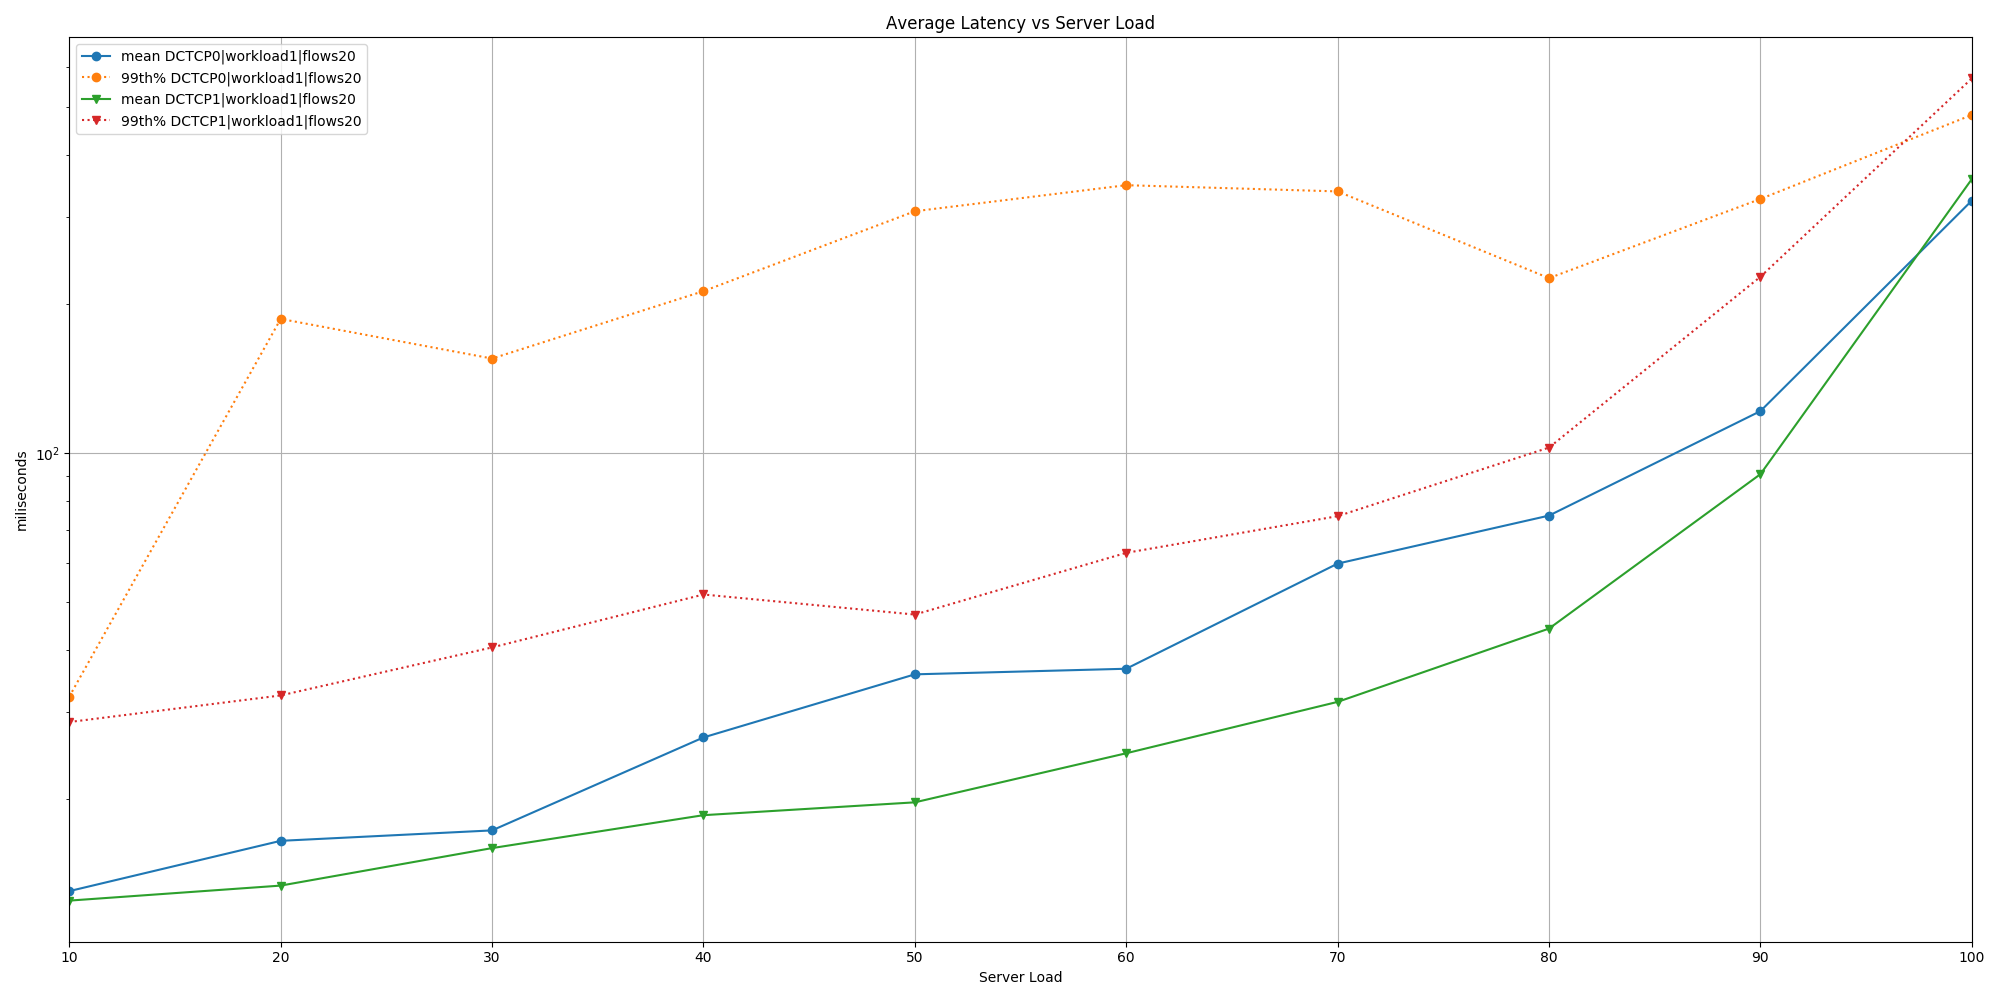 Average Latency vs Server Load
mean DCTCP0|workload1|flows20
99th% DCTCP0|workload1|flows20
mean DCTCP1|workload1|flows20
99th% DCTCP1|workload1|flows20
10²
miliseconds
10 20 30 40 50 60 70 80 90 100
Server Load